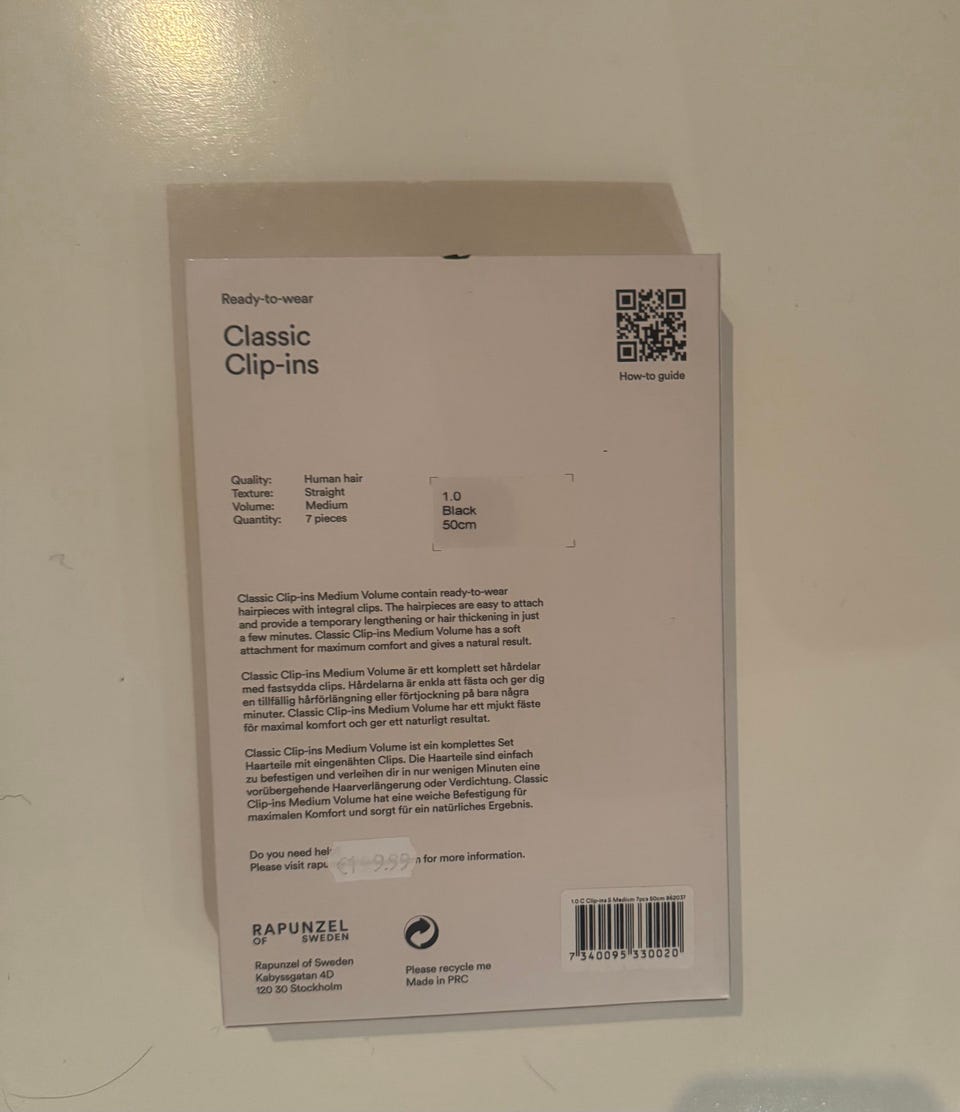 Ready-to-wear
Classic
Clip-ins
How-to guide
Quality: Human hair
Texture: Straight
Volume: Medium
Quantity: 7 pieces
1.0
Black
50cm
Classic Clip-ins Medium Volume contain ready-to-wear
hairpieces with integral clips. The hairpieces are easy to attach
and provide a temporary lengthening or hair thickening in just
a few minutes. Classic Clip-ins Medium Volume has a soft
attachment for maximum comfort and gives a natural result.
Classic Clip-ins Medium Volume är ett komplett set hårdelar
med fastsydda clips. Hårdelarna är enkla att fästa och ger dig
en tillfällig hårförlängning eller förtjockning på bara några
minuter. Classic Clip-ins Medium Volume har ett mjukt fäste
för maximal komfort och ger ett naturligt resultat.
Classic Clip-ins Medium Volume ist ein komplettes Set
Haarteile mit eingenähten Clips. Die Haarteile sind einfach
zu befestigen und verleihen dir in nur wenigen Minuten eine
vorübergehende Haarverlängerung oder Verdichtung. Classic
Clip-ins Medium Volume hat eine weiche Befestigung für
maximalen Komfort und sorgt für ein natürliches Ergebnis.
Do you need
Please visit for more information.
RAPUNZEL
OF SWEDEN
Rapunzel of Sweden
Kabyssgatan 4D
120 30 Stockholm
Please recycle me
Made in PRC
1.0 C Clip-ins S Medium 7pcs 50cm 952037
7 340095 330020